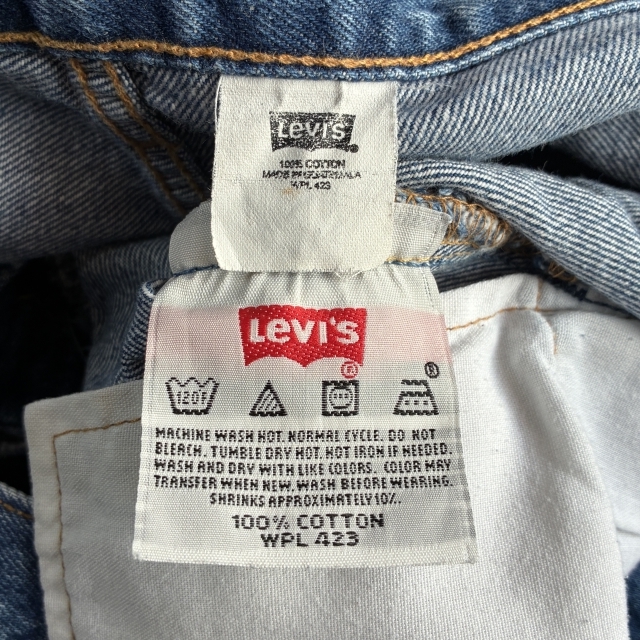 Levi's
100% COTTON
MADE IN GUATEMALA
WPL 423
Levi's
®
®
120F
MACHINE WASH HOT. NORMAL CYCLE. DO NOT
BLEACH. TUMBLE DRY HOT. HOT IRON IF NEEDED.
WASH AND DRY WITH LIKE COLORS. COLOR MAY
TRANSFER WHEN NEW. WASH BEFORE WEARING.
SHRINKS APPROXIMATELY 10%.
100% COTTON
WPL 423